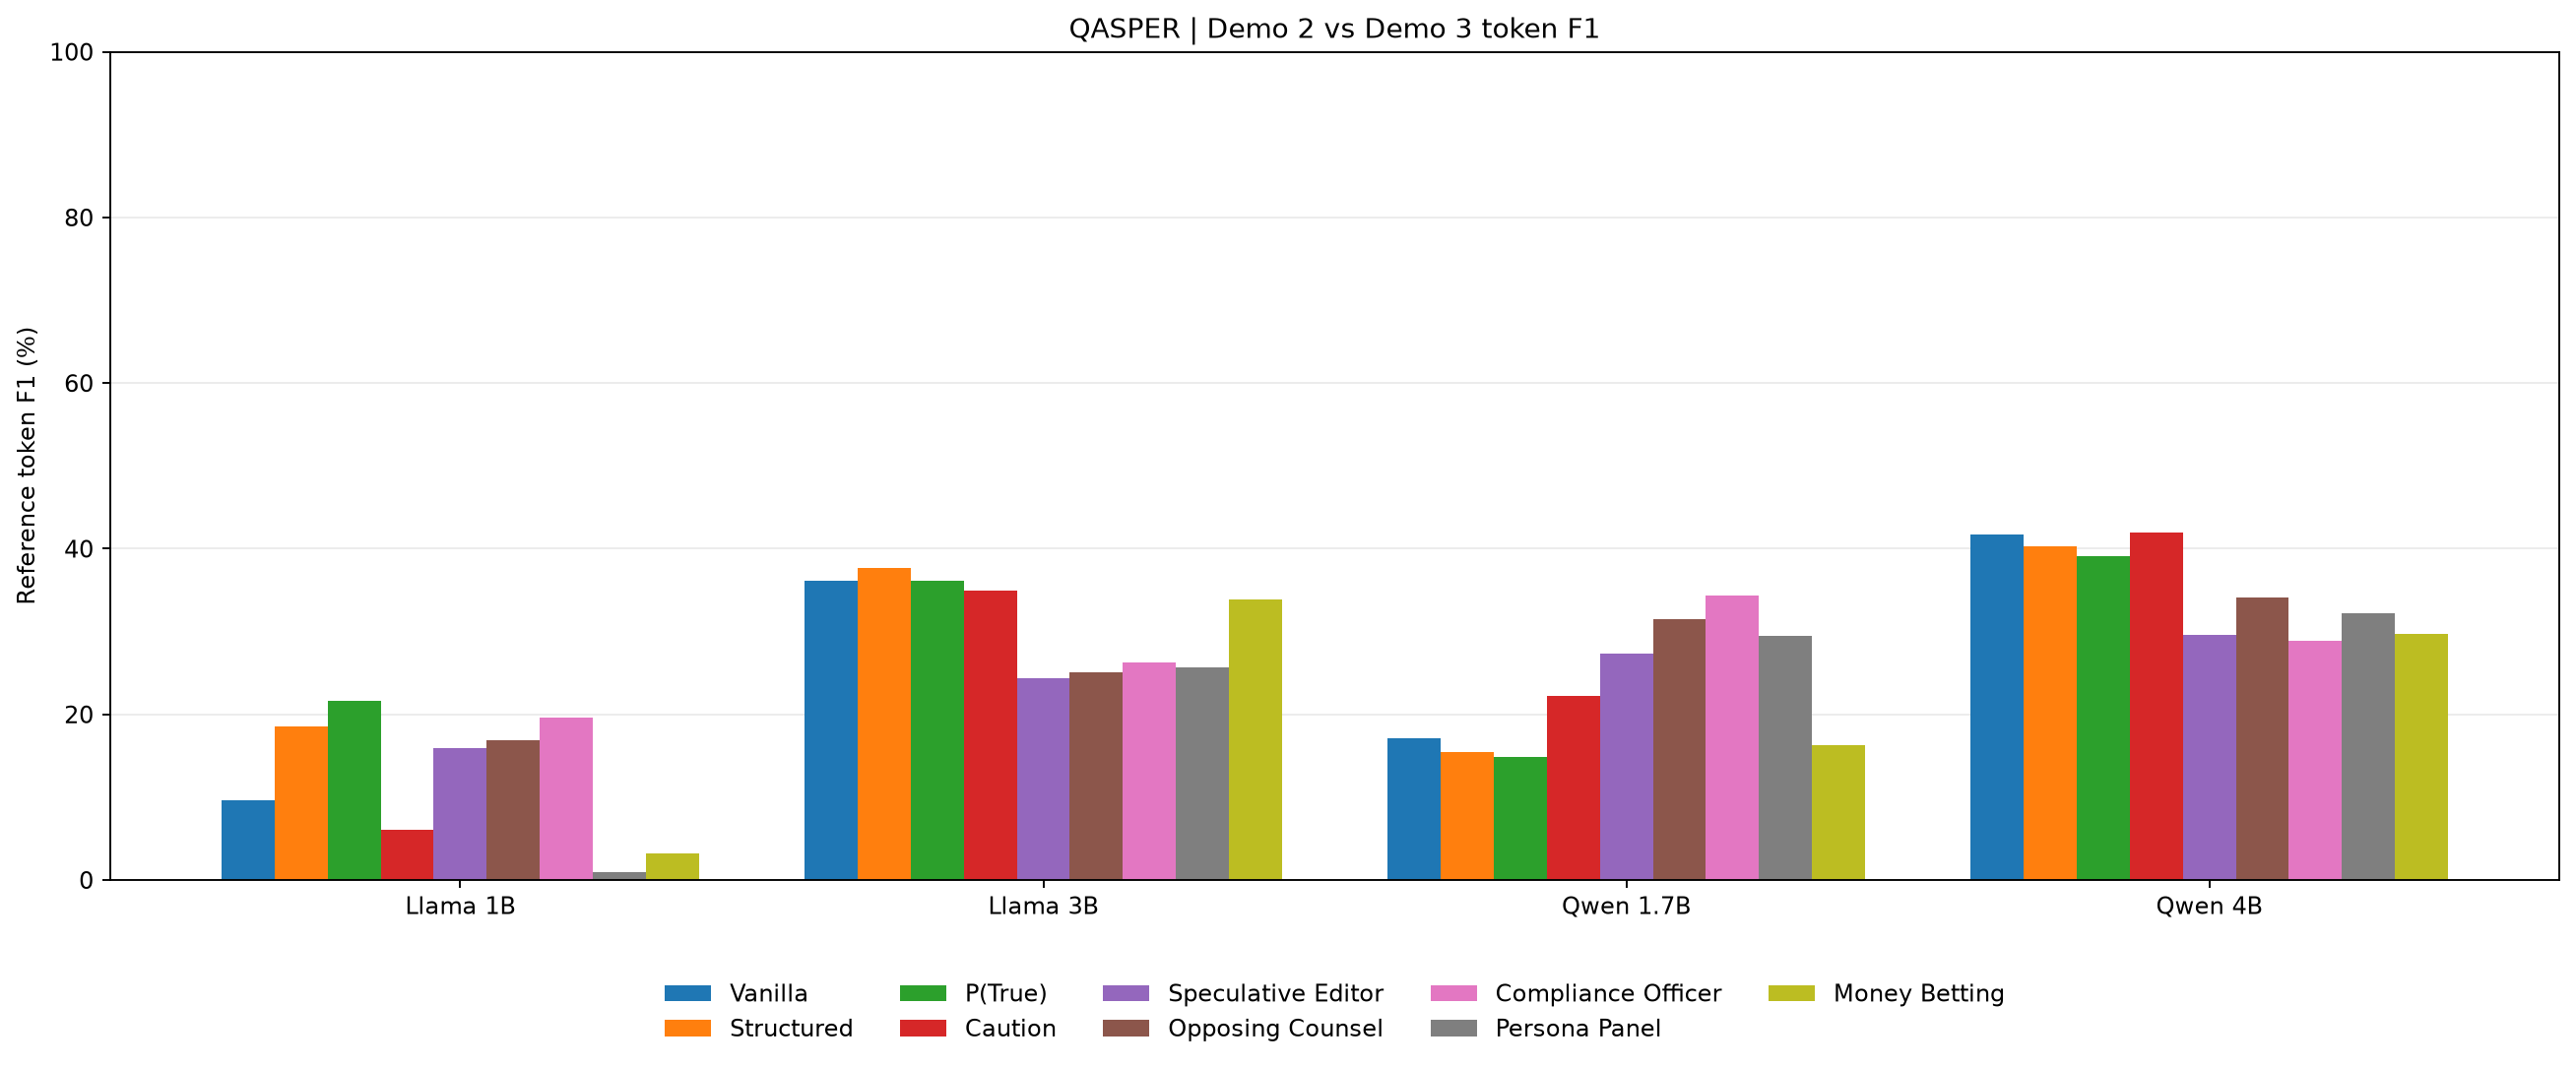 QASPER | Demo 2 vs Demo 3 token F1
Reference token F1 (%)
100
80
60
40
20
0
Llama 1B
Llama 3B
Qwen 1.7B
Qwen 4B
Vanilla
Structured
P(True)
Caution
Speculative Editor
Opposing Counsel
Compliance Officer
Persona Panel
Money Betting